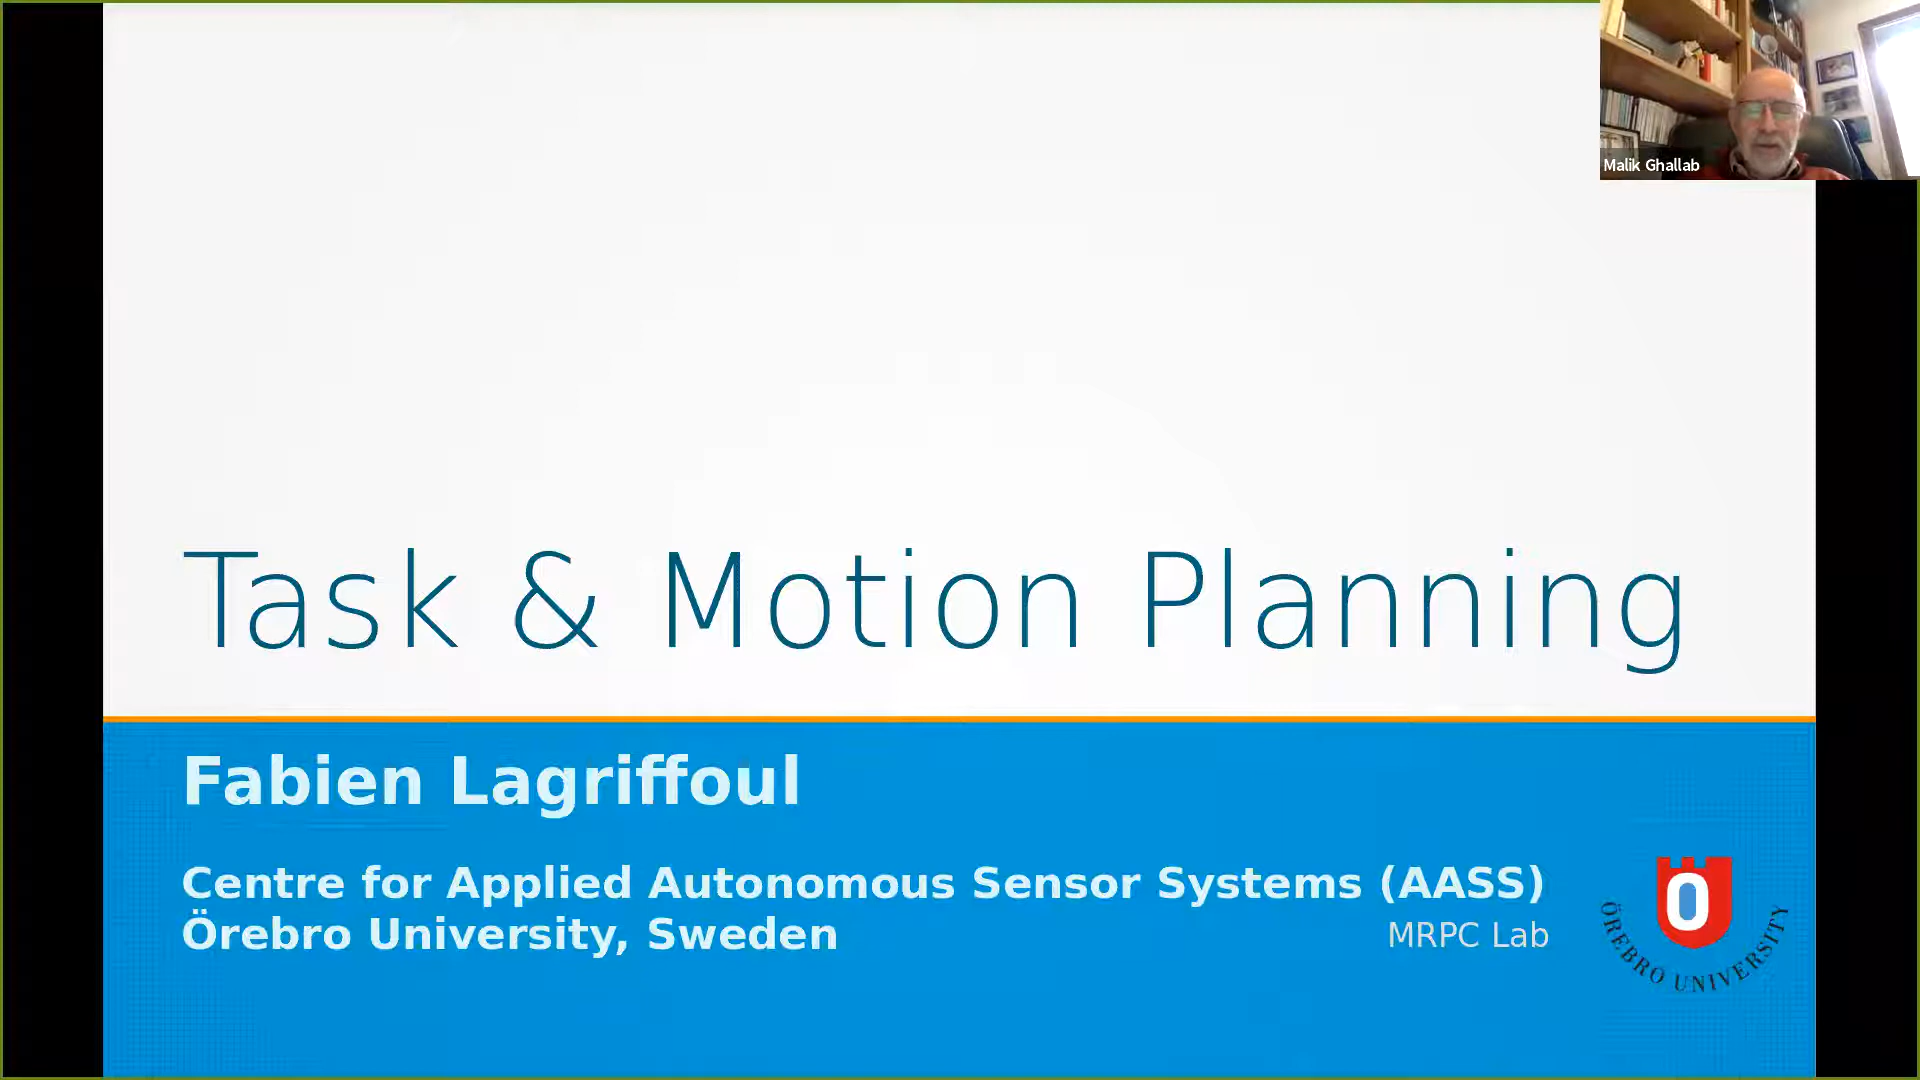 Malik Ghallab
Task & Motion Planning
Fabien Lagriffoul
Centre for Applied Autonomous Sensor Systems (AASS)
Örebro University, Sweden
MRPC Lab
Ö
ÖREBRO UNIVERSITY